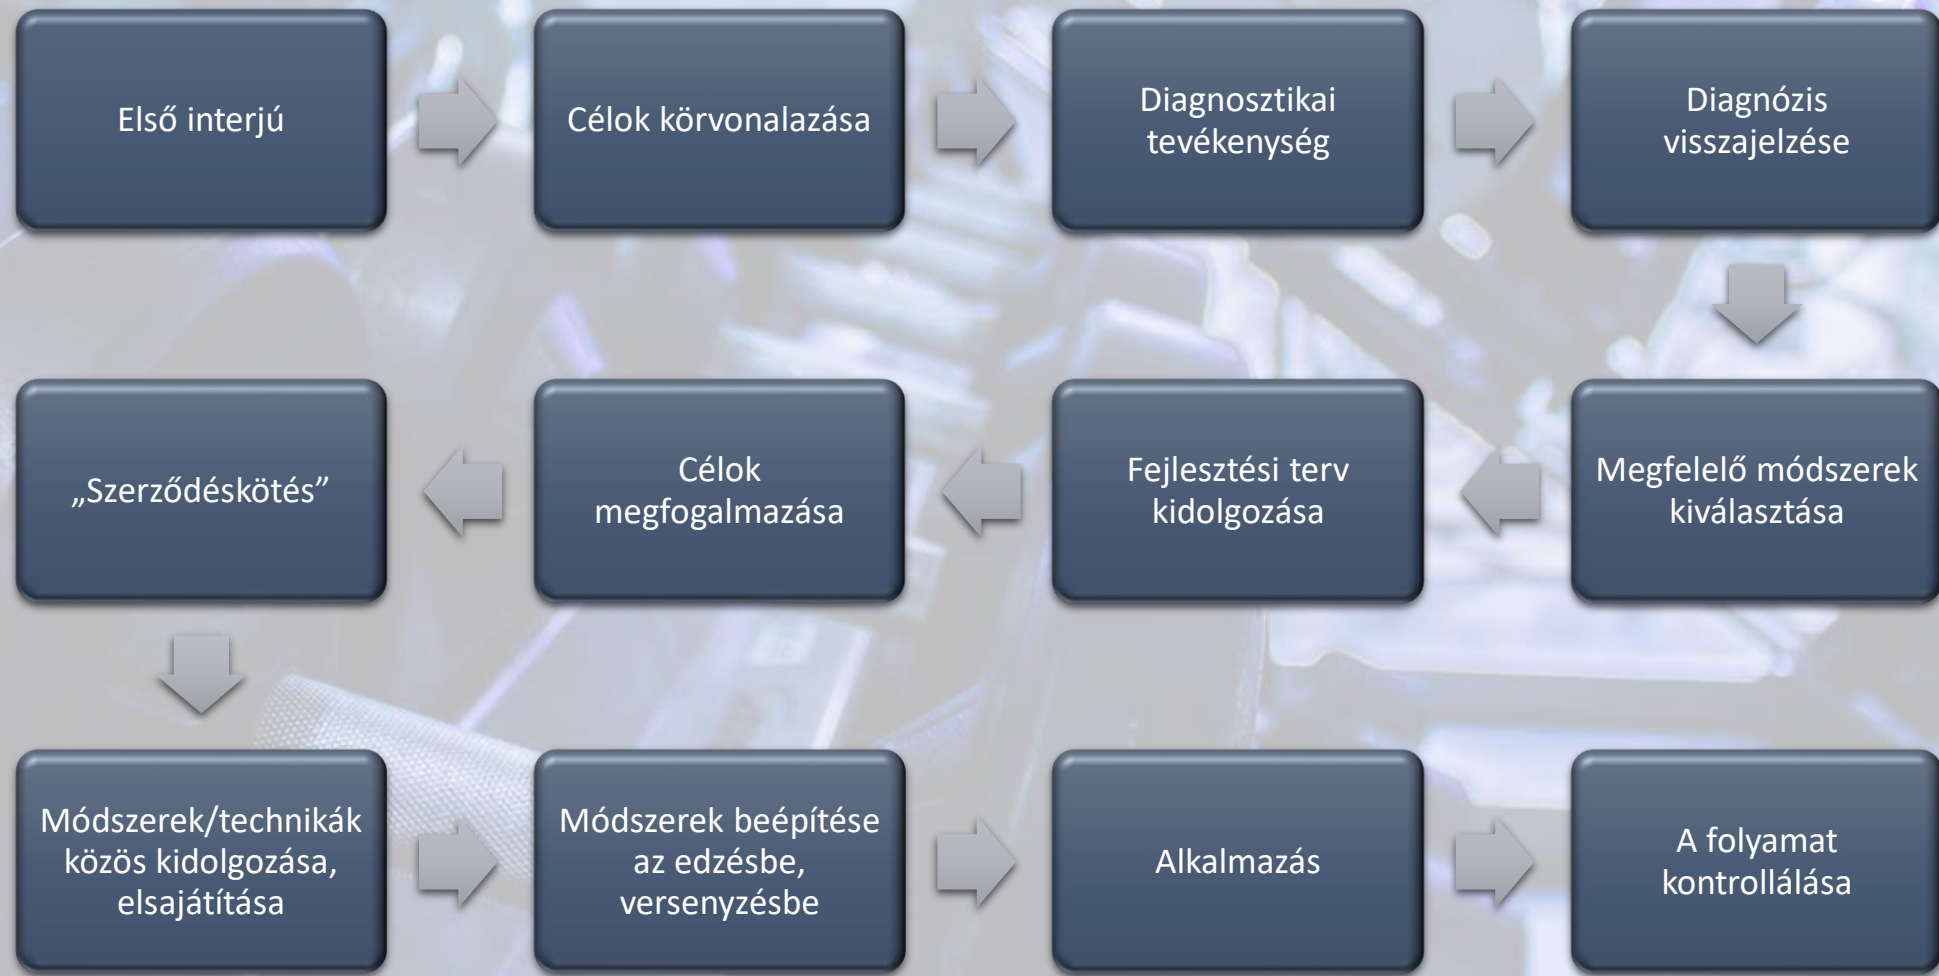 Első interjú
Célok körvonalazása
Diagnosztikai
tevékenység
Diagnózis
visszajelzése
Megfelelő módszerek
kiválasztása
Fejlesztési terv
kidolgozása
Célok
megfogalmazása
„Szerződéskötés”
Módszerek/technikák
közös kidolgozása,
elsajátítása
Módszerek beépítése
az edzésbe,
versenyzésbe
Alkalmazás
A folyamat
kontrollálása